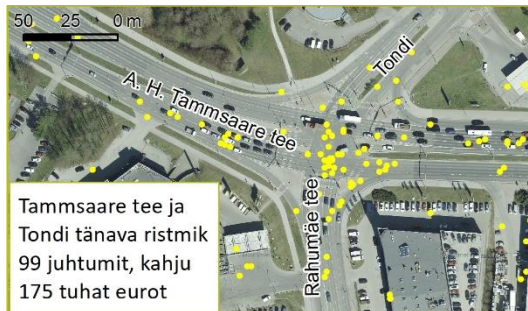 50 25 0 m
Tondi
A. H. Tammsaare tee
Rahumäe tee
Tammsaare tee ja
Tondi tänava ristmik
99 juhtumit, kahju
175 tuhat eurot